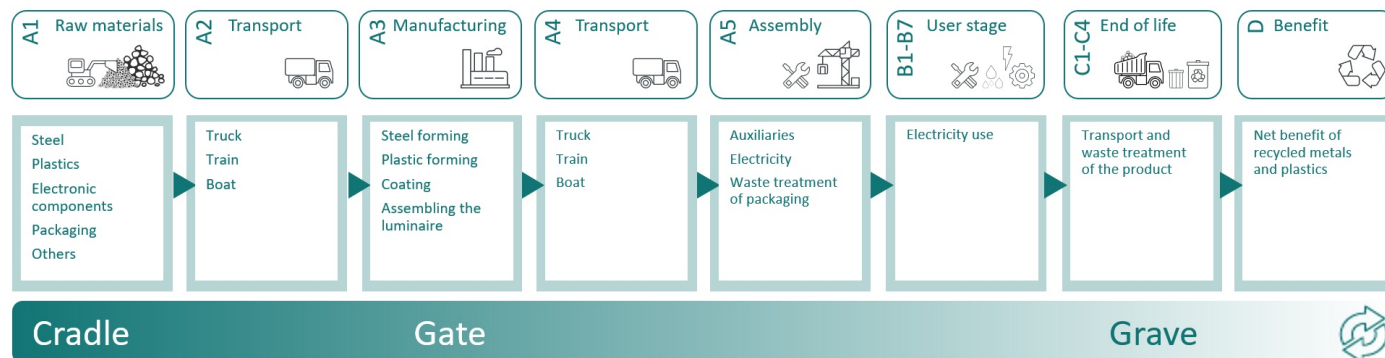 A1 Raw materials
A2 Transport
A3 Manufacturing
A4 Transport
A5 Assembly
B1-B7 User stage
C1-C4 End of life
D Benefit
Steel
Plastics
Electronic
components
Packaging
Others
Truck
Train
Boat
Steel forming
Plastic forming
Coating
Assembling the
luminaire
Truck
Train
Boat
Auxiliaries
Electricity
Waste treatment
of packaging
Electricity use
Transport and
waste treatment
of the product
Net benefit of
recycled metals
and plastics
Cradle
Gate
Grave